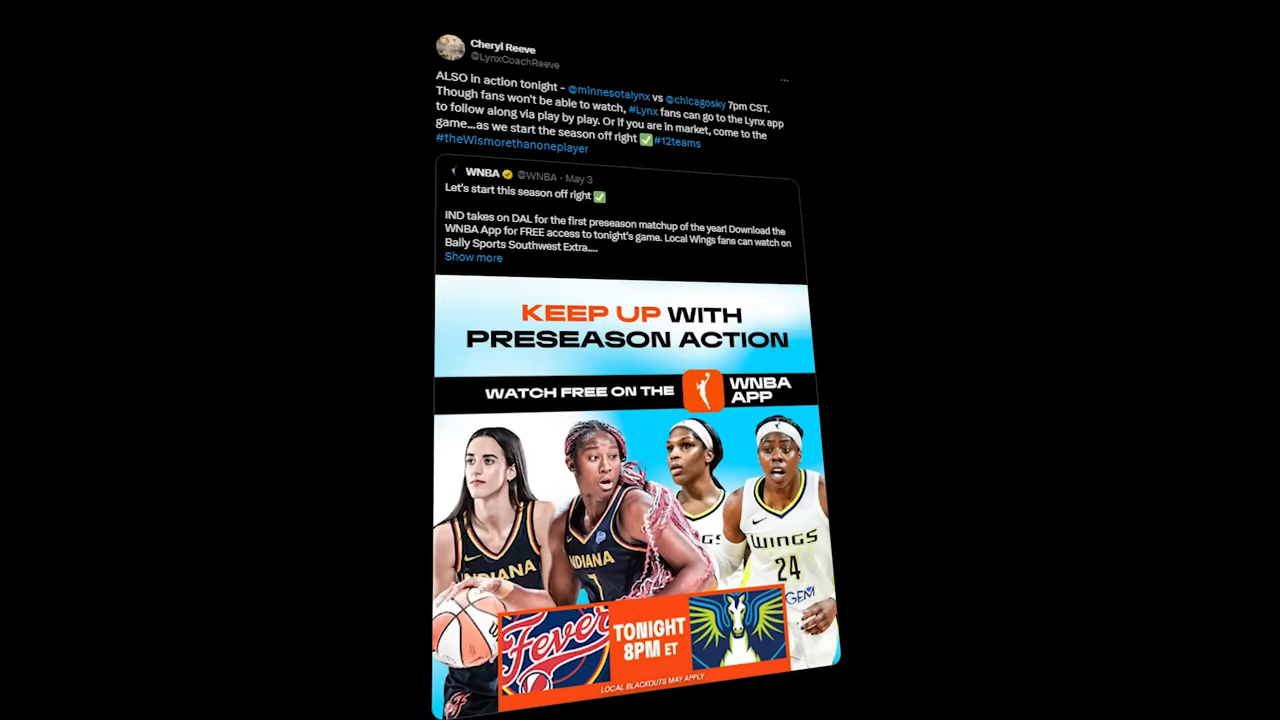 Cheryl Reeve
@LynxCoachReeve
ALSO in action tonight - @minnesotalynx vs @chicagosky 7pm CST.
Though fans won't be able to watch, #Lynx fans can go to the Lynx app
to follow along via play by play. Or if you are in market, come to the
game...as we start the season off right ✅#12teams
#theWismorethanoneplayer
WNBA @WNBA · May 3
Let's start this season off right ✅
IND takes on DAL for the first preseason matchup of the year! Download the
WNBA App for FREE access to tonight's game. Local Wings fans can watch on
Bally Sports Southwest Extra....
Show more
KEEP UP WITH
PRESEASON ACTION
WATCH FREE ON THE
WNBA
APP
INDIANA
INDIANA
7
GS
WINGS
24
GEM
Fever
TONIGHT
8PM ET
LOCAL BLACKOUTS MAY APPLY